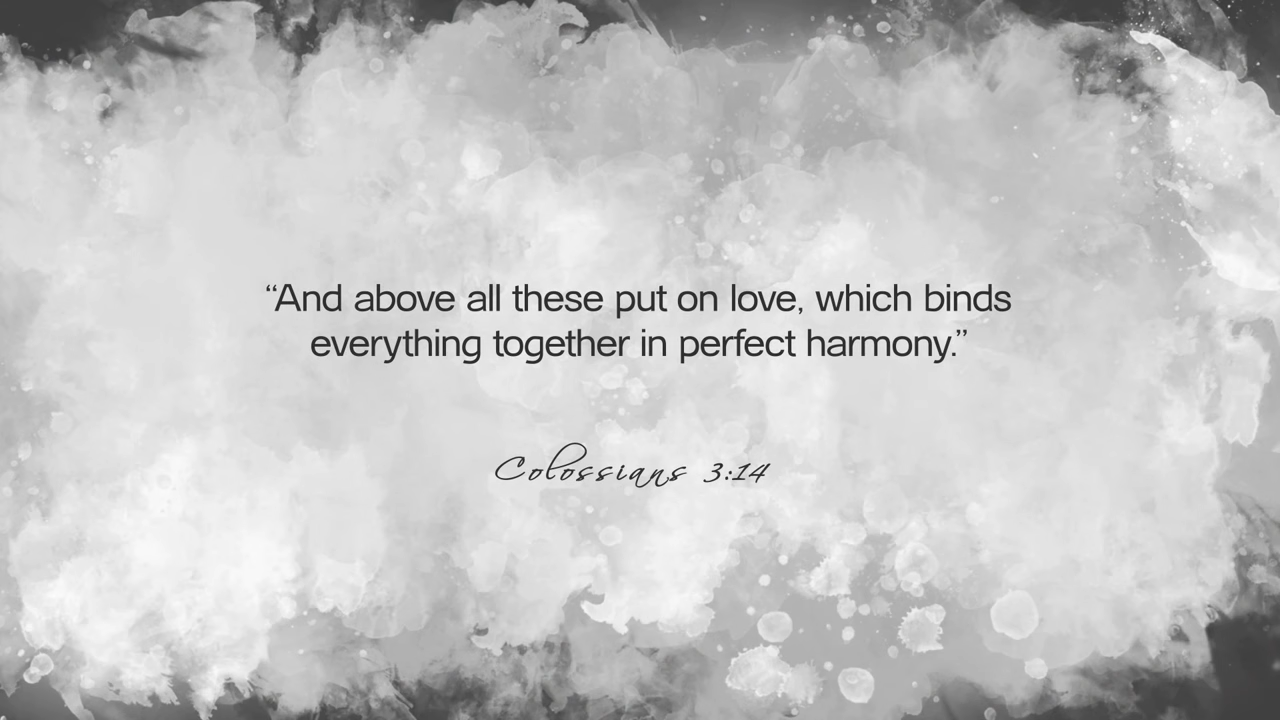 “And above all these put on love, which binds
everything together in perfect harmony.”
Colossians 3:14